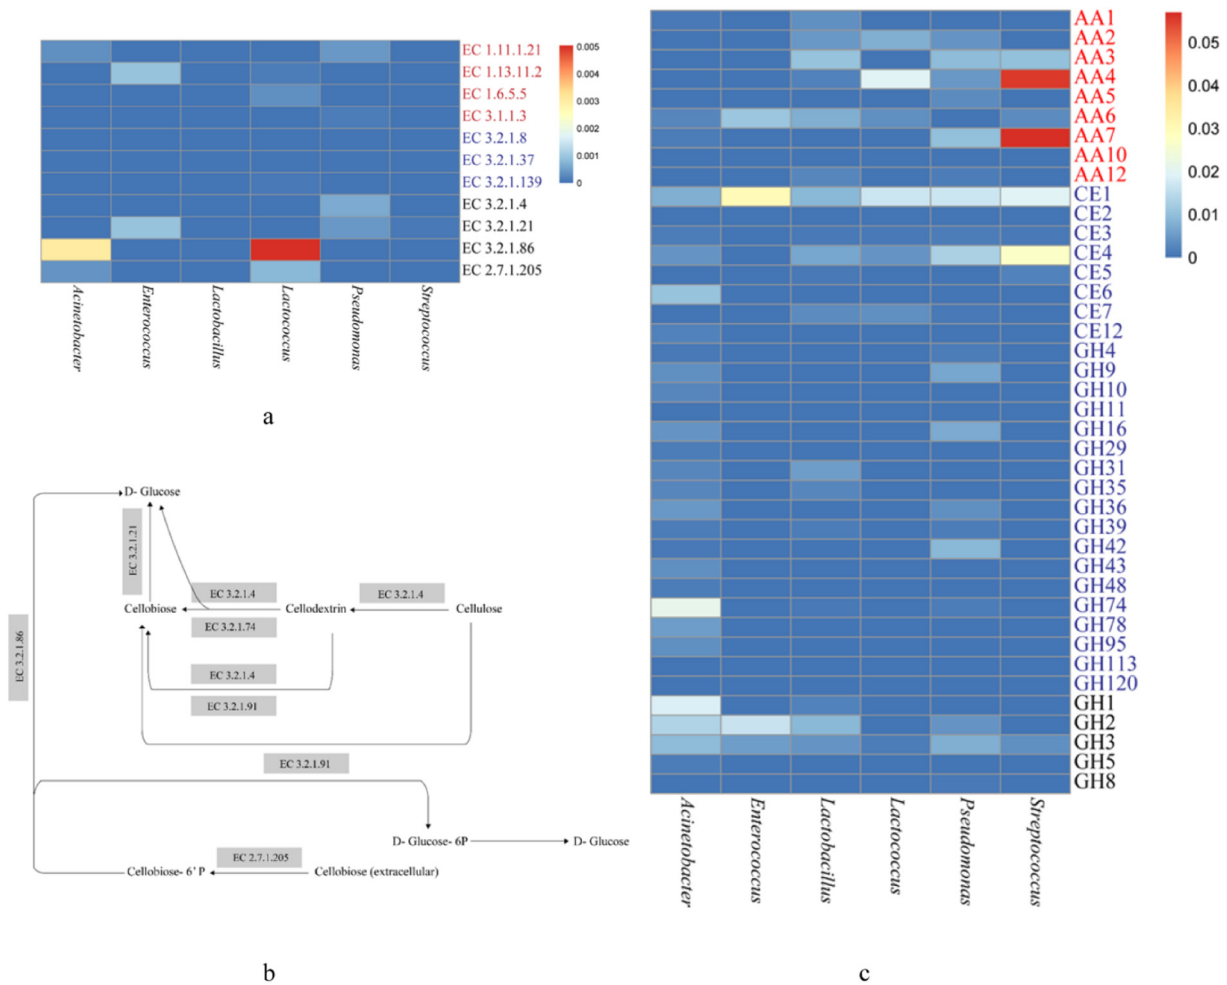 EC 1.11.1.21
EC 1.13.11.2
EC 1.6.5.5
EC 3.1.1.3
EC 3.2.1.8
EC 3.2.1.37
EC 3.2.1.139
EC 3.2.1.4
EC 3.2.1.21
EC 3.2.1.86
EC 2.7.1.205
0.005
0.004
0.003
0.002
0.001
0
Acinetobacter
Enterococcus
Lactobacillus
Lactococcus
Pseudomonas
Streptococcus
a
D- Glucose
EC 3.2.1.21
EC 3.2.1.4
EC 3.2.1.4
Cellobiose
Cellodextrin
Cellulose
EC 3.2.1.74
EC 3.2.1.86
EC 3.2.1.4
EC 3.2.1.91
EC 3.2.1.91
D- Glucose- 6P
D- Glucose
EC 2.7.1.205
Cellobiose- 6' P
Cellobiose (extracellular)
b
AA1
AA2
AA3
AA4
AA5
AA6
AA7
AA10
AA12
CE1
CE2
CE3
CE4
CE5
CE6
CE7
CE12
GH4
GH9
GH10
GH11
GH16
GH29
GH31
GH35
GH36
GH39
GH42
GH43
GH48
GH74
GH78
GH95
GH113
GH120
GH1
GH2
GH3
GH5
GH8
0.05
0.04
0.03
0.02
0.01
0
Acinetobacter
Enterococcus
Lactobacillus
Lactococcus
Pseudomonas
Streptococcus
c